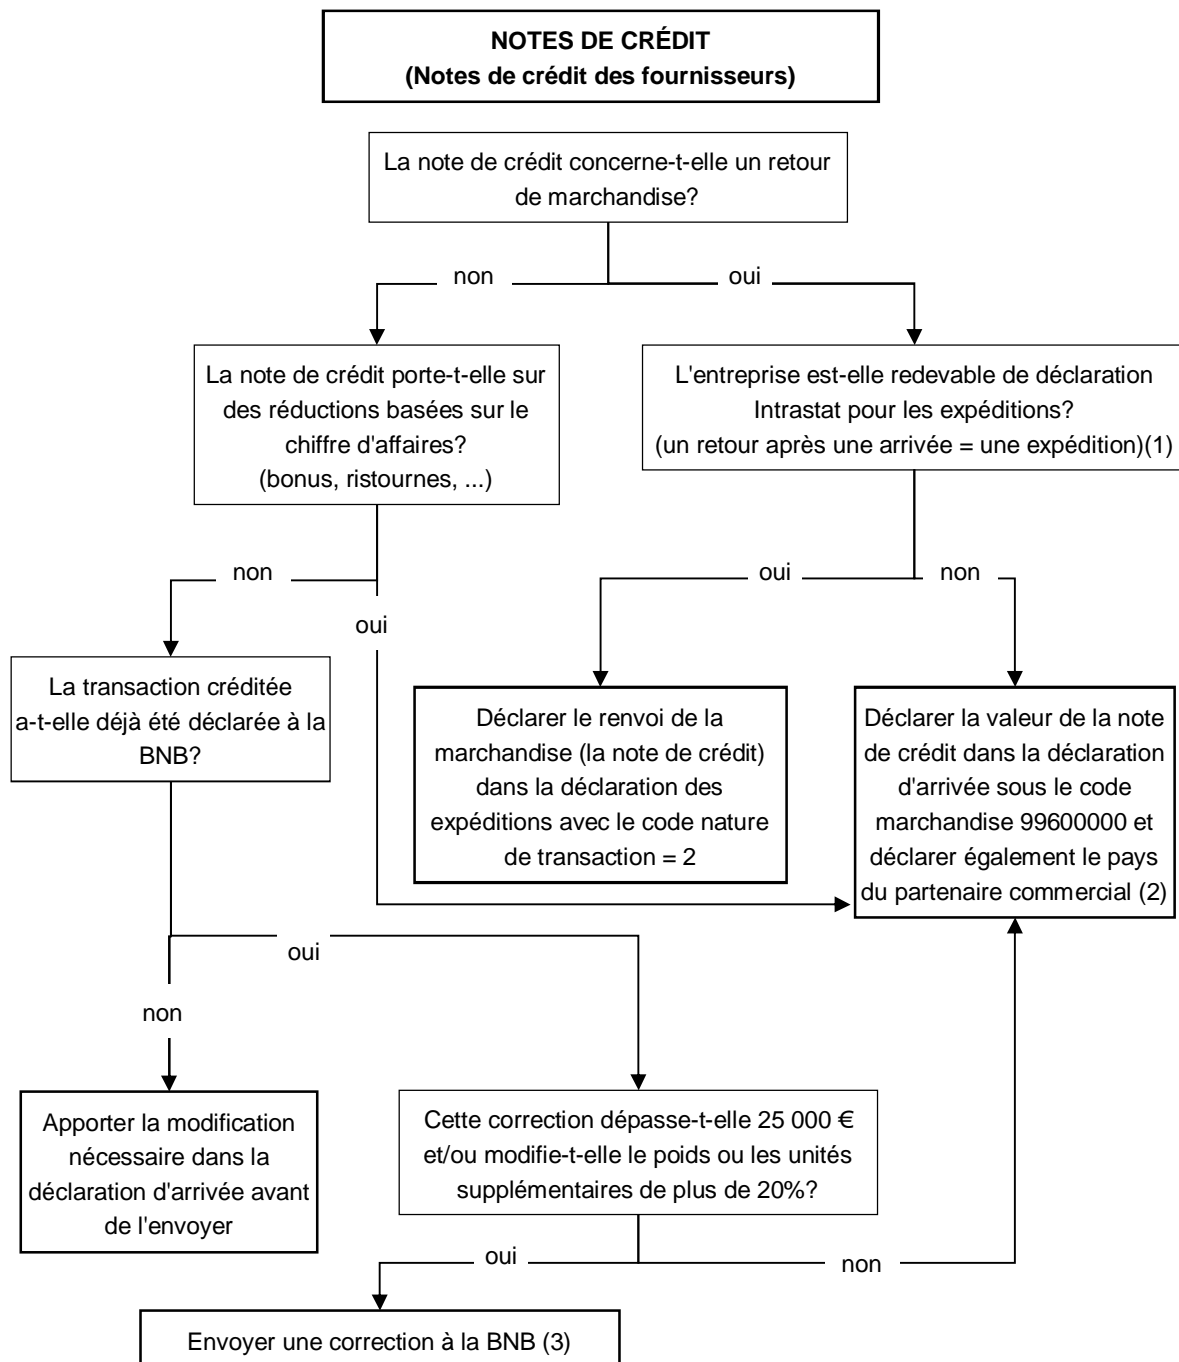 NOTES DE CRÉDIT
(Notes de crédit des fournisseurs)
La note de crédit concerne-t-elle un retour
de marchandise?
non
oui
La note de crédit porte-t-elle sur
des réductions basées sur le
chiffre d'affaires?
(bonus, ristournes, ...)
L'entreprise est-elle redevable de déclaration
Intrastat pour les expéditions?
(un retour après une arrivée = une expédition)(1)
non
oui
oui
non
La transaction créditée
a-t-elle déjà été déclarée à la
BNB?
Déclarer le renvoi de la
marchandise (la note de crédit)
dans la déclaration des
expéditions avec le code nature
de transaction = 2
Déclarer la valeur de la note
de crédit dans la déclaration
d'arrivée sous le code
marchandise 99600000 et
déclarer également le pays
du partenaire commercial (2)
oui
non
Apporter la modification
nécessaire dans la
déclaration d'arrivée avant
de l'envoyer
Cette correction dépasse-t-elle 25 000 €
et/ou modifie-t-elle le poids ou les unités
supplémentaires de plus de 20%?
oui
non
Envoyer une correction à la BNB (3)